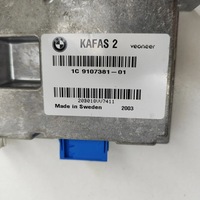 KAFAS 2
veoneer
1C 9107381-01
Made in Sweden
2003